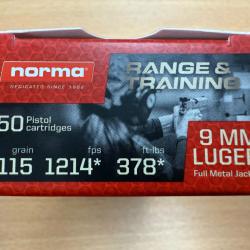 norma
DEDICATED SINCE 1902
RANGE &
TRAINING
50 Pistol
cartridges
grain fps ft-lbs
115 1214* 378*
9 MM
LUGER
Full Metal Jack